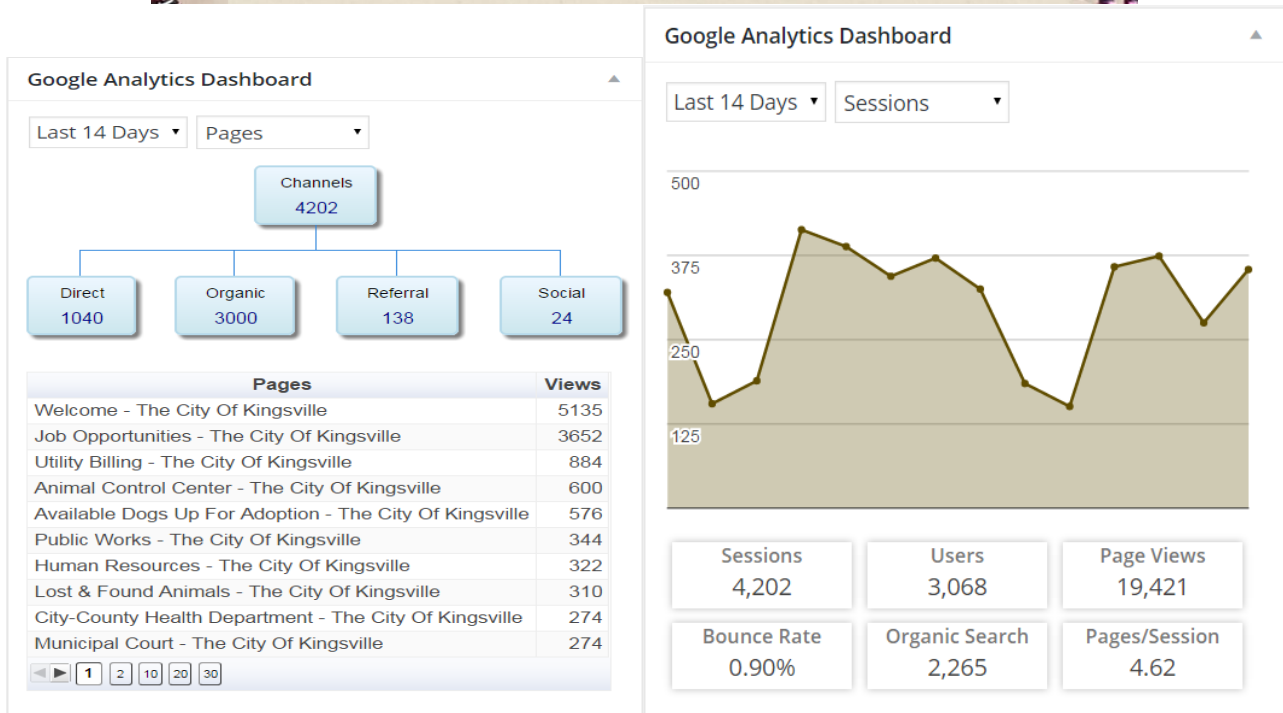 Google Analytics Dashboard
Last 14 Days Pages
Channels
4202
Direct
1040
Organic
3000
Referral
138
Social
24
Pages Views
Welcome - The City Of Kingsville 5135
Job Opportunities - The City Of Kingsville 3652
Utility Billing - The City Of Kingsville 884
Animal Control Center - The City Of Kingsville 600
Available Dogs Up For Adoption - The City Of Kingsville 576
Public Works - The City Of Kingsville 344
Human Resources - The City Of Kingsville 322
Lost & Found Animals - The City Of Kingsville 310
City-County Health Department - The City Of Kingsville 274
Municipal Court - The City Of Kingsville 274
1 2 10 20 30
Google Analytics Dashboard
Last 14 Days Sessions
500
375
250
125
Sessions
4,202
Users
3,068
Page Views
19,421
Bounce Rate
0.90%
Organic Search
2,265
Pages/Session
4.62